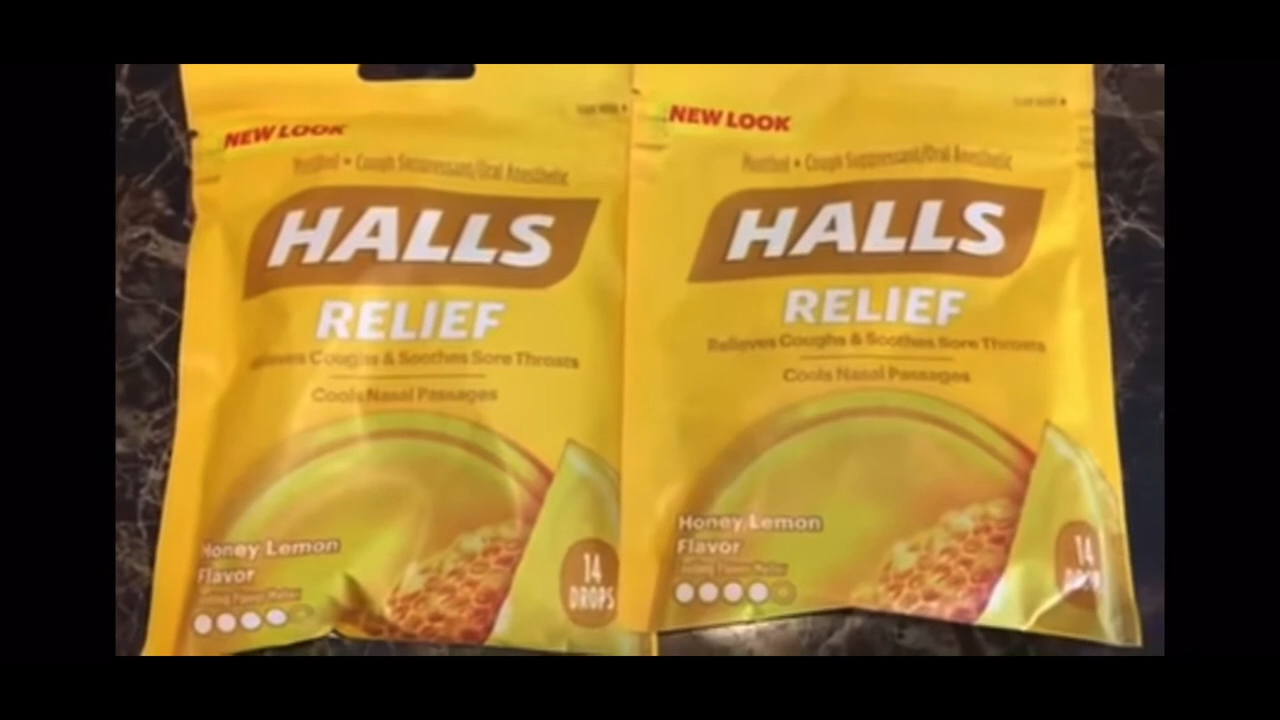 NEW LOOK
Menthol • Cough Suppressant/Oral Anesthetic
HALLS
RELIEF
Relieves Coughs & Soothes Sore Throats
Cools Nasal Passages
Honey Lemon
Flavor
14
DROPS
NEW LOOK
Menthol • Cough Suppressant/Oral Anesthetic
HALLS
RELIEF
Relieves Coughs & Soothes Sore Throats
Cools Nasal Passages
Honey Lemon
Flavor
14